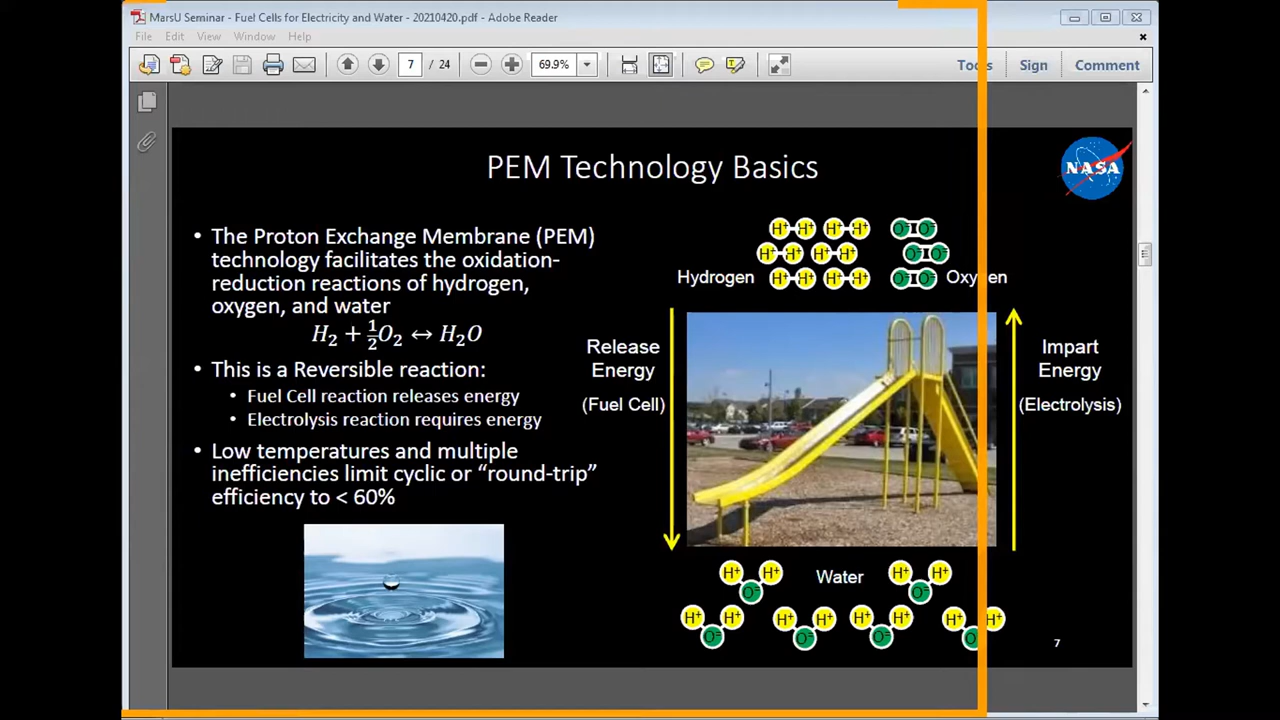 MarsU Seminar - Fuel Cells for Electricity and Water - 20210420.pdf - Adobe Reader
File Edit View Window Help
7 / 24 69.9% Tools Sign Comment
PEM Technology Basics
NASA
• The Proton Exchange Membrane (PEM)
technology facilitates the oxidation-
reduction reactions of hydrogen,
oxygen, and water
H₂ + ½O₂ ↔ H₂O
• This is a Reversible reaction:
• Fuel Cell reaction releases energy
• Electrolysis reaction requires energy
• Low temperatures and multiple
inefficiencies limit cyclic or “round-trip”
efficiency to < 60%
H⁺ H⁺ H⁺ H⁺ O⁼ O⁼
H⁺ H⁺ H⁺ H⁺ O⁼ O⁼
Hydrogen H⁺ H⁺ H⁺ H⁺ O⁼ O⁼ Oxygen
Release
Energy
(Fuel Cell)
Impart
Energy
(Electrolysis)
H⁺ H⁺ Water H⁺ H⁺
O⁼ O⁼
H⁺ H⁺ H⁺ H⁺ H⁺ H⁺ H⁺ H⁺
O⁼ O⁼ O⁼ O⁼
7